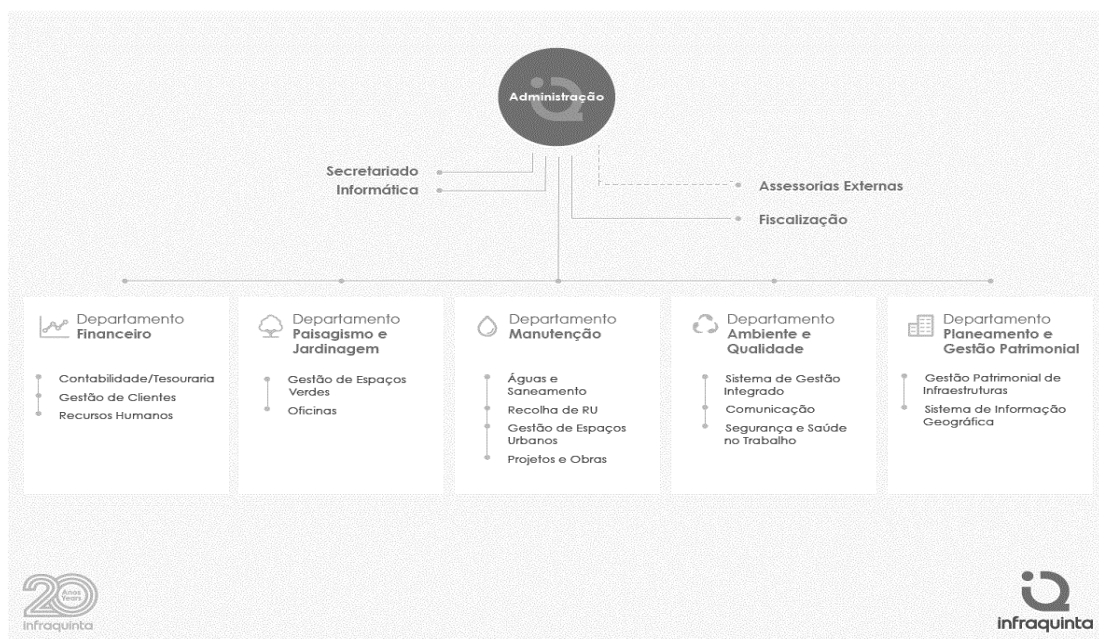 Administração
Secretariado
Informática
Assessorias Externas
Fiscalização
Departamento
Financeiro
Contabilidade/Tesouraria
Gestão de Clientes
Recursos Humanos
Departamento
Paisagismo e
Jardinagem
Gestão de Espaços
Verdes
Oficinas
Departamento
Manutenção
Águas e
Saneamento
Recolha de RU
Gestão de Espaços
Urbanos
Projetos e Obras
Departamento
Ambiente e
Qualidade
Sistema de Gestão
Integrado
Comunicação
Segurança e Saúde
no Trabalho
Departamento
Planeamento e
Gestão Patrimonial
Gestão Patrimonial de
Infraestruturas
Sistema de Informação
Geográfica
20
Anos
Years
infraquinta
infraquinta